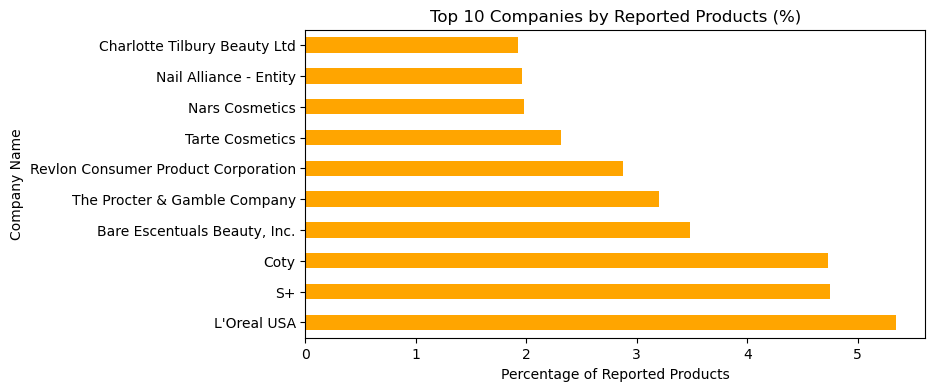 Top 10 Companies by Reported Products (%)
Company Name
Charlotte Tilbury Beauty Ltd
Nail Alliance - Entity
Nars Cosmetics
Tarte Cosmetics
Revlon Consumer Product Corporation
The Procter & Gamble Company
Bare Escentuals Beauty, Inc.
Coty
S+
L'Oreal USA
0 1 2 3 4 5
Percentage of Reported Products